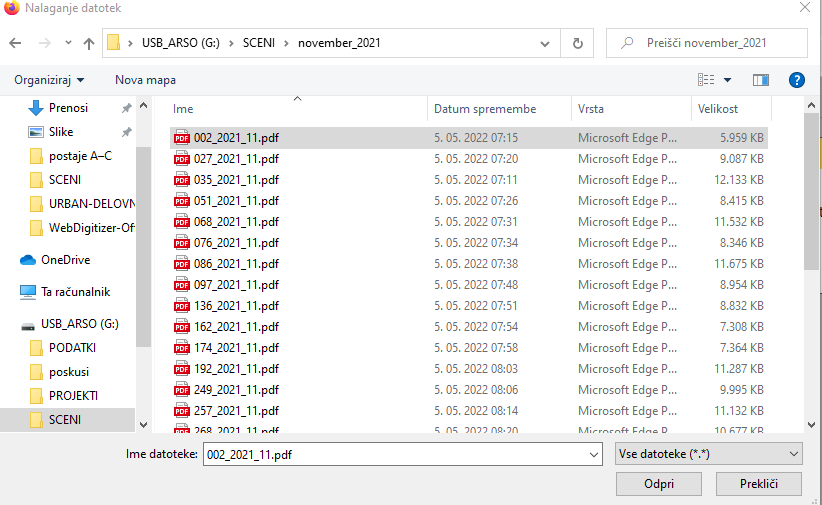 Nalaganje datotek
USB_ARSO (G:) > SCENI > november_2021
Preišči november_2021
Organiziraj Nova mapa
Prenosi
Slike
postaje A–C
SCENI
URBAN-DELOVN
WebDigitizer-Off
OneDrive
Ta računalnik
USB_ARSO (G:)
PODATKI
poskusi
PROJEKTI
SCENI
Ime Datum spremembe Vrsta Velikost
002_2021_11.pdf 5. 05. 2022 07:15 Microsoft Edge P... 5.959 KB
027_2021_11.pdf 5. 05. 2022 07:20 Microsoft Edge P... 9.087 KB
035_2021_11.pdf 5. 05. 2022 07:11 Microsoft Edge P... 12.133 KB
051_2021_11.pdf 5. 05. 2022 07:26 Microsoft Edge P... 8.415 KB
068_2021_11.pdf 5. 05. 2022 07:31 Microsoft Edge P... 11.532 KB
076_2021_11.pdf 5. 05. 2022 07:34 Microsoft Edge P... 8.346 KB
086_2021_11.pdf 5. 05. 2022 07:38 Microsoft Edge P... 11.675 KB
097_2021_11.pdf 5. 05. 2022 07:48 Microsoft Edge P... 8.954 KB
136_2021_11.pdf 5. 05. 2022 07:51 Microsoft Edge P... 8.832 KB
162_2021_11.pdf 5. 05. 2022 07:54 Microsoft Edge P... 7.308 KB
174_2021_11.pdf 5. 05. 2022 07:58 Microsoft Edge P... 7.364 KB
192_2021_11.pdf 5. 05. 2022 08:03 Microsoft Edge P... 11.287 KB
249_2021_11.pdf 5. 05. 2022 08:06 Microsoft Edge P... 9.995 KB
257_2021_11.pdf 5. 05. 2022 08:14 Microsoft Edge P... 11.132 KB
268_2021_11.pdf 5. 05. 2022 08:20 Microsoft Edge P... 10.677 KB
Ime datoteke: 002_2021_11.pdf Vse datoteke (*.*)
Odpri Prekliči